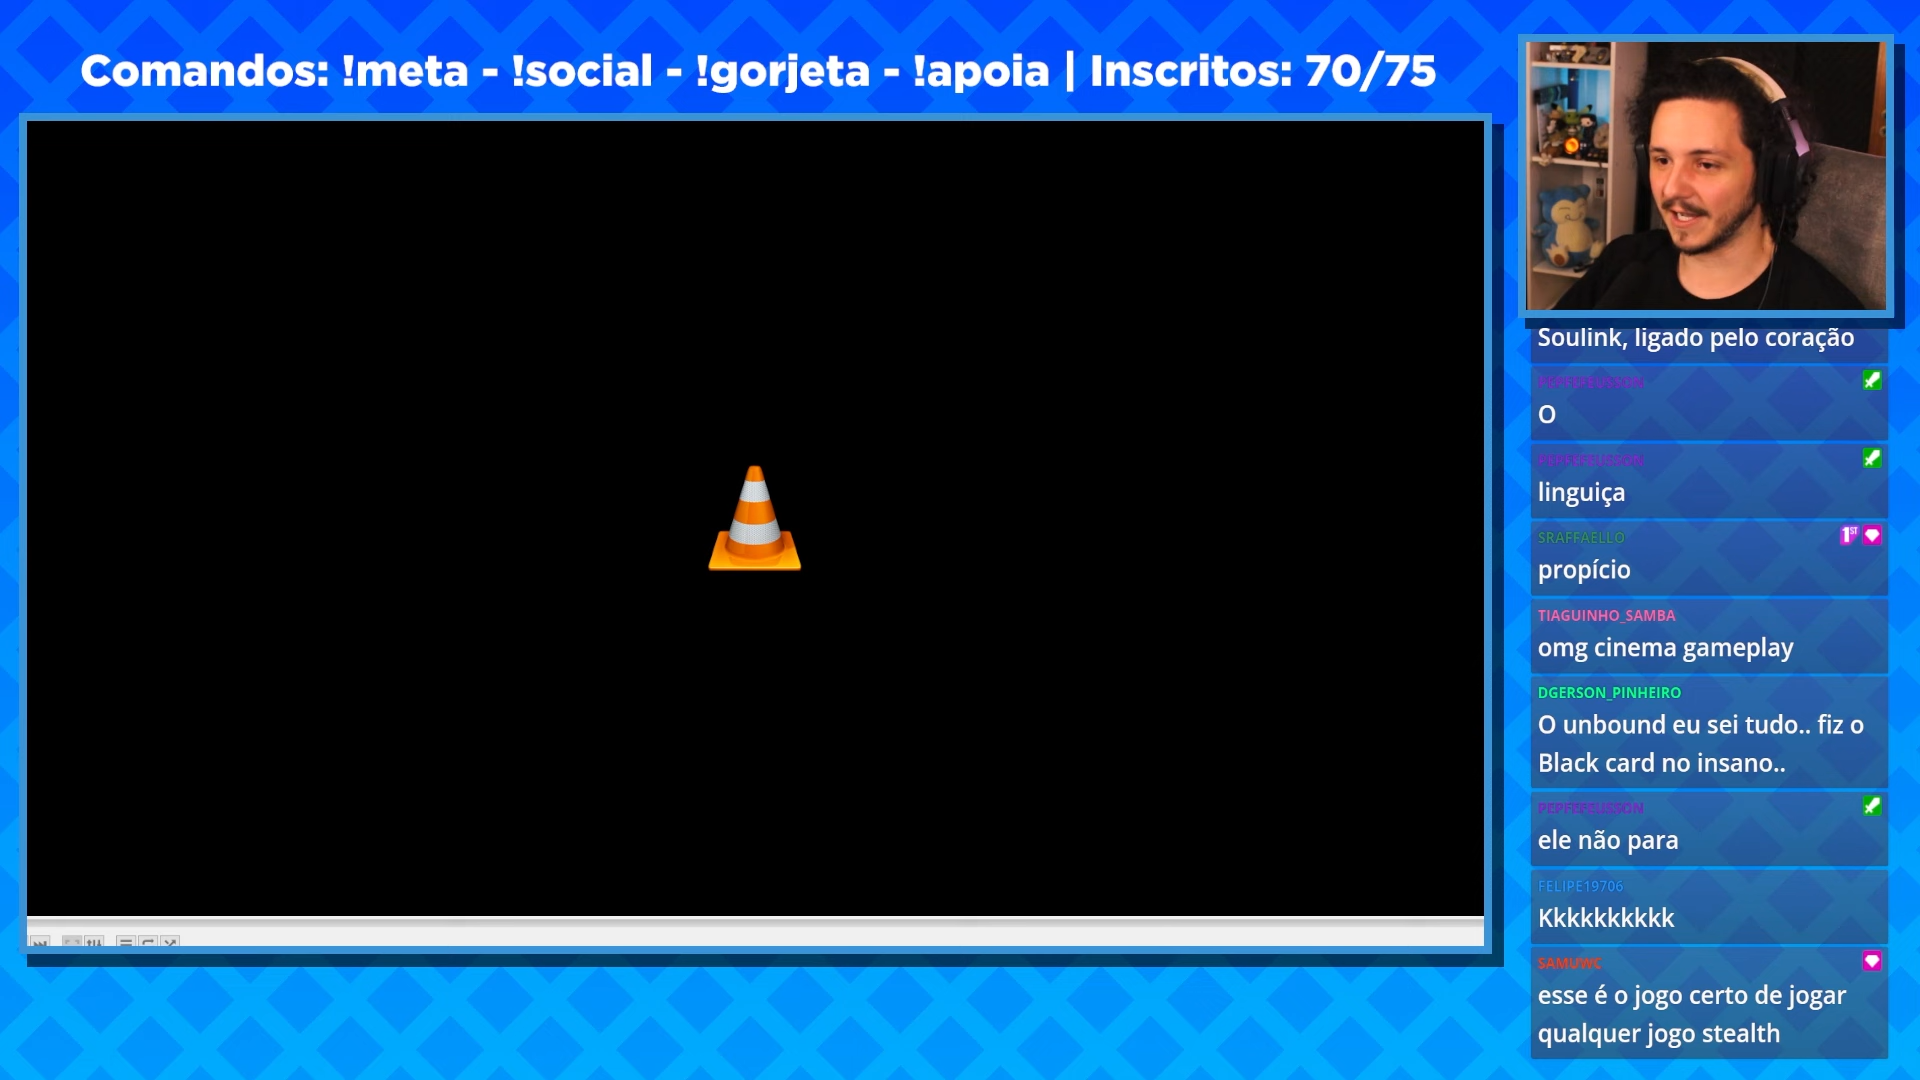 Comandos: !meta - !social - !gorjeta - !apoia | Inscritos: 70/75
Soulink, ligado pelo coração
O
linguiça
SRAFFAELLO
1ST
propício
TIAGUINHO_SAMBA
omg cinema gameplay
DGERSON_PINHEIRO
O unbound eu sei tudo.. fiz o
Black card no insano..
ele não para
FELIPE19706
Kkkkkkkkkk
SAMUWC
esse é o jogo certo de jogar
qualquer jogo stealth